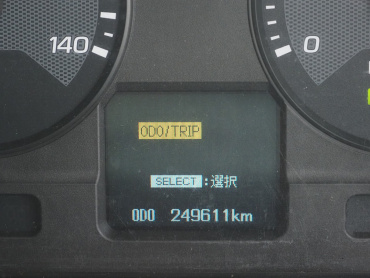 140
0
ODO/TRIP
SELECT:選択
ODO 249611km